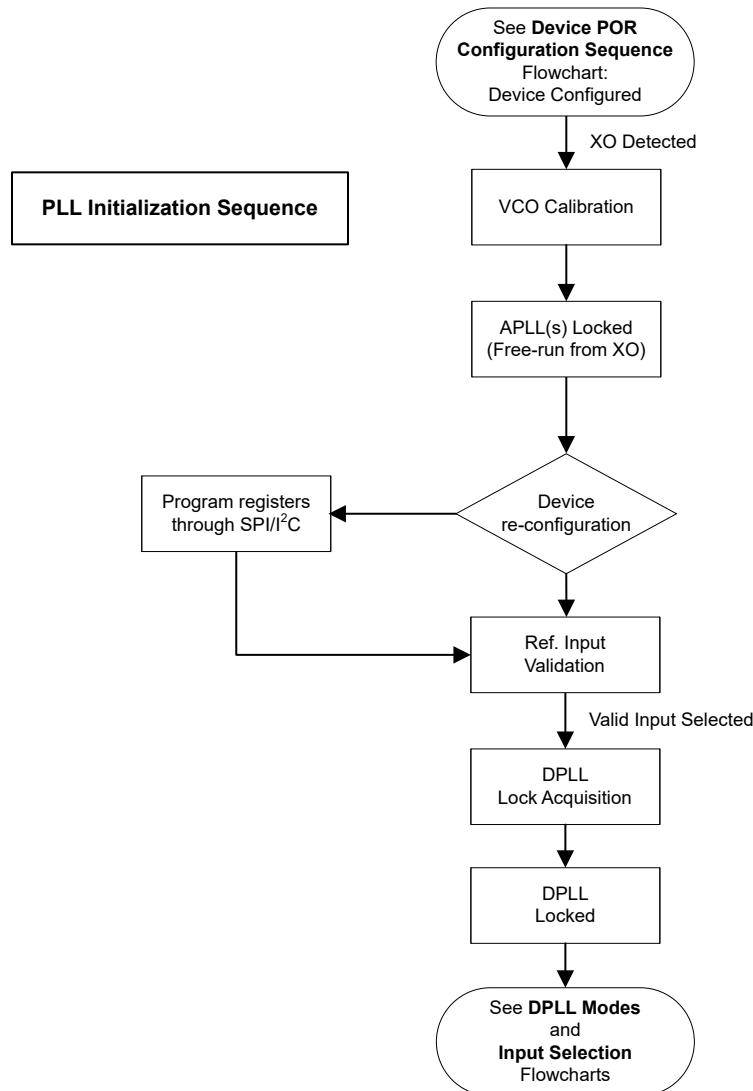 See Device POR
Configuration Sequence
Flowchart:
Device Configured
XO Detected
PLL Initialization Sequence
VCO Calibration
APLL(s) Locked
(Free-run from XO)
Device
re-configuration
Program registers
through SPI/I²C
Ref. Input
Validation
Valid Input Selected
DPLL
Lock Acquisition
DPLL
Locked
See DPLL Modes
and
Input Selection
Flowcharts